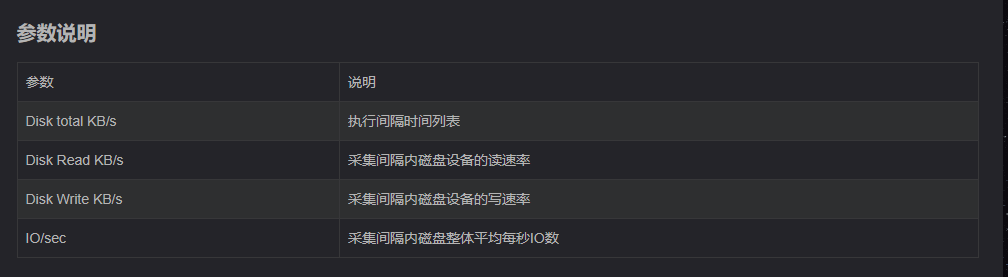 参数说明
参数 说明
Disk total KB/s 执行间隔时间列表
Disk Read KB/s 采集间隔内磁盘设备的读速率
Disk Write KB/s 采集间隔内磁盘设备的写速率
IO/sec 采集间隔内磁盘整体平均每秒IO数